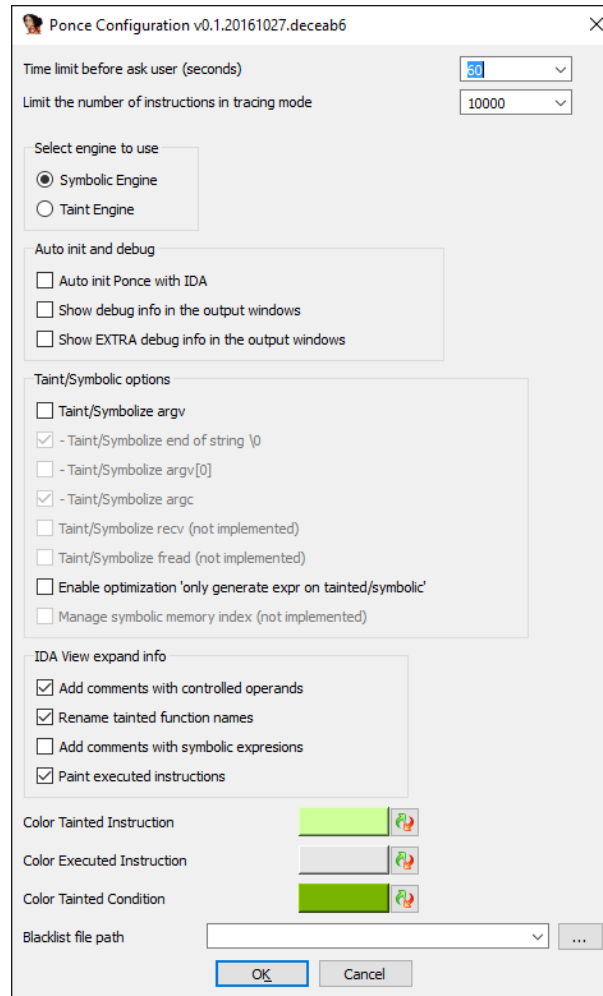 Ponce Configuration v0.1.20161027.deceab6
Time limit before ask user (seconds) 60
Limit the number of instructions in tracing mode 10000
Select engine to use
Symbolic Engine
Taint Engine
Auto init and debug
Auto init Ponce with IDA
Show debug info in the output windows
Show EXTRA debug info in the output windows
Taint/Symbolic options
Taint/Symbolize argv
- Taint/Symbolize end of string \0
- Taint/Symbolize argv[0]
- Taint/Symbolize argc
Taint/Symbolize recv (not implemented)
Taint/Symbolize fread (not implemented)
Enable optimization 'only generate expr on tainted/symbolic'
Manage symbolic memory index (not implemented)
IDA View expand info
Add comments with controlled operands
Rename tainted function names
Add comments with symbolic expresions
Paint executed instructions
Color Tainted Instruction
Color Executed Instruction
Color Tainted Condition
Blacklist file path ...
OK Cancel